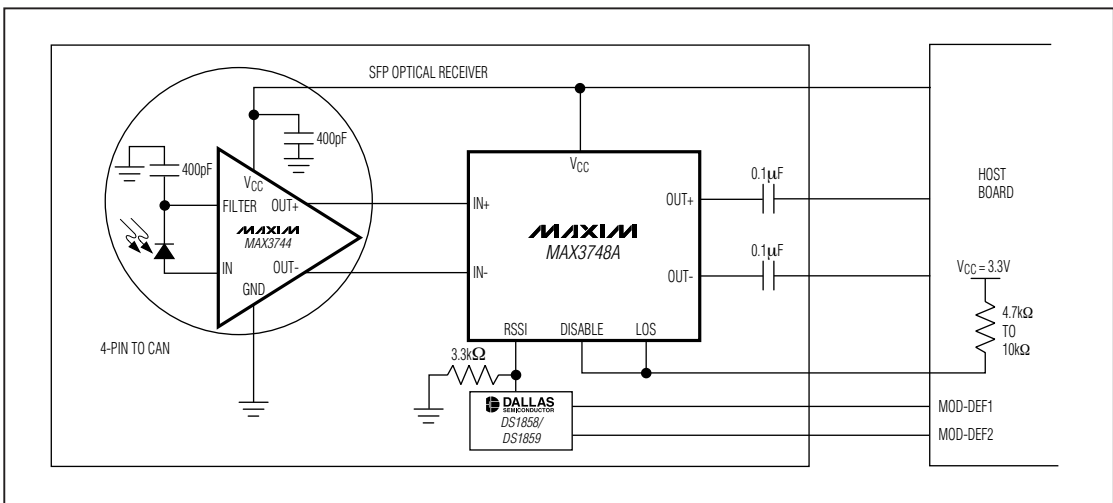 SFP OPTICAL RECEIVER
400pF
400pF
VCC
FILTER
OUT+
MAXIM
MAX3744
IN
OUT-
GND
4-PIN TO CAN
VCC
IN+
IN-
MAXIM
MAX3748A
OUT+
OUT-
RSSI
DISABLE
LOS
0.1μF
0.1μF
HOST
BOARD
VCC = 3.3V
4.7kΩ
TO
10kΩ
3.3kΩ
DALLAS
SEMICONDUCTOR
DS1858/
DS1859
MOD-DEF1
MOD-DEF2